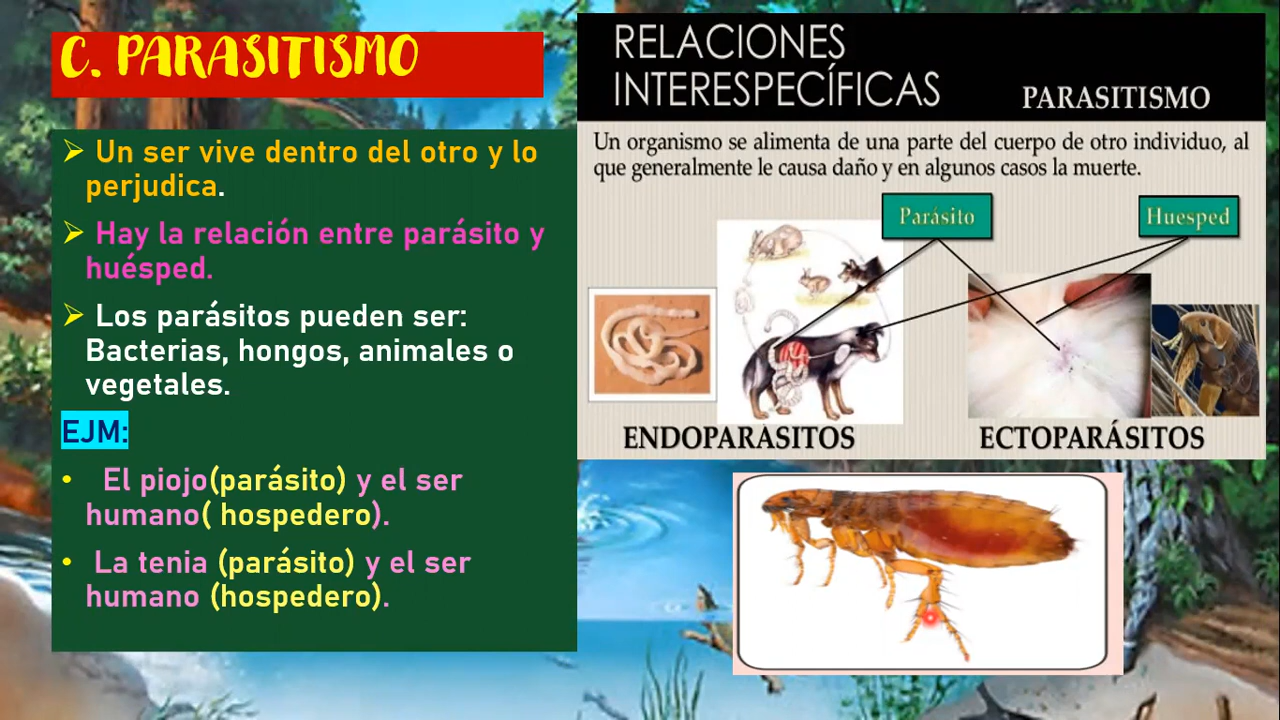 C. PARASITISMO
➢ Un ser vive dentro del otro y lo
perjudica.
➢ Hay la relación entre parásito y
huésped.
➢ Los parásitos pueden ser:
Bacterias, hongos, animales o
vegetales.
EJM:
• El piojo(parásito) y el ser
humano( hospedero).
• La tenia (parásito) y el ser
humano (hospedero).
RELACIONES
INTERESPECÍFICAS
PARASITISMO
Un organismo se alimenta de una parte del cuerpo de otro individuo, al
que generalmente le causa daño y en algunos casos la muerte.
Parásito
Huesped
ENDOPARÁSITOS
ECTOPARÁSITOS